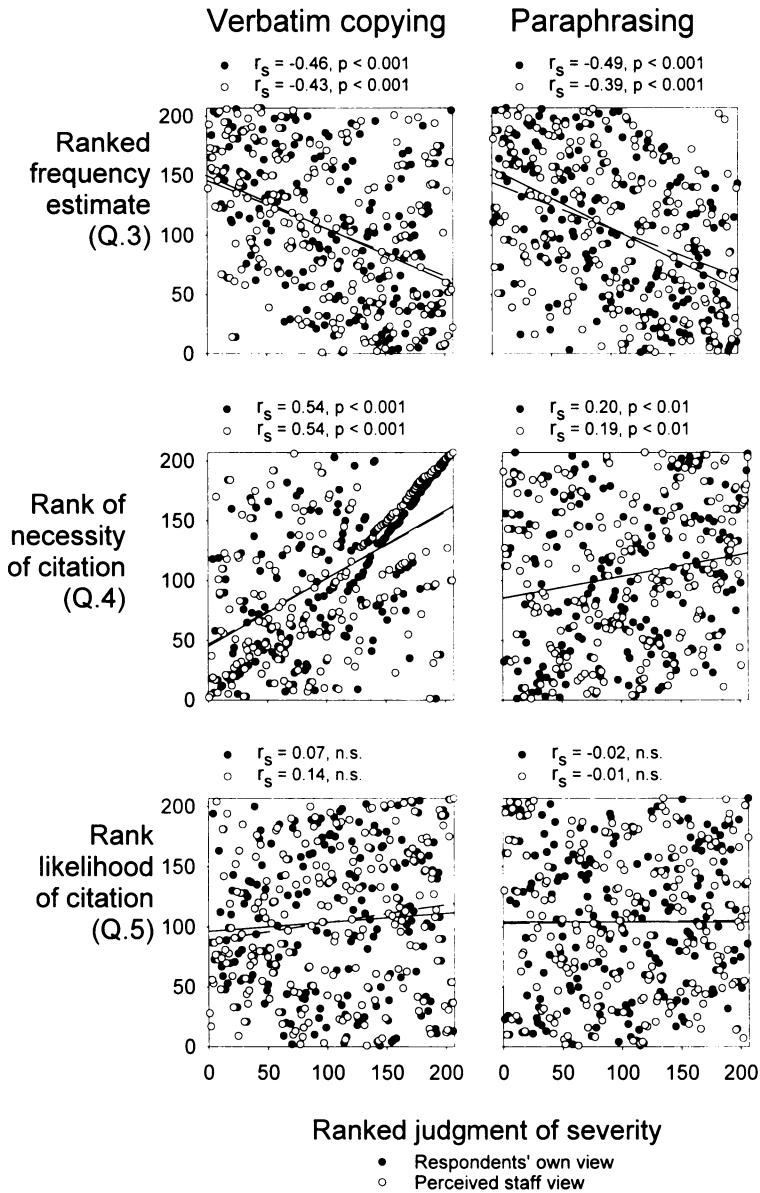 Verbatim copying
Paraphrasing
● rs = -0.46, p < 0.001
○ rs = -0.43, p < 0.001
● rs = -0.49, p < 0.001
○ rs = -0.39, p < 0.001
Ranked
frequency
estimate
(Q.3)
200
150
100
50
0
● rs = 0.54, p < 0.001
○ rs = 0.54, p < 0.001
● rs = 0.20, p < 0.01
○ rs = 0.19, p < 0.01
Rank of
necessity
of citation
(Q.4)
200
150
100
50
0
● rs = 0.07, n.s.
○ rs = 0.14, n.s.
● rs = -0.02, n.s.
○ rs = -0.01, n.s.
Rank
likelihood
of citation
(Q.5)
200
150
100
50
0
0 50 100 150 200
0 50 100 150 200
Ranked judgment of severity
● Respondents' own view
○ Perceived staff view